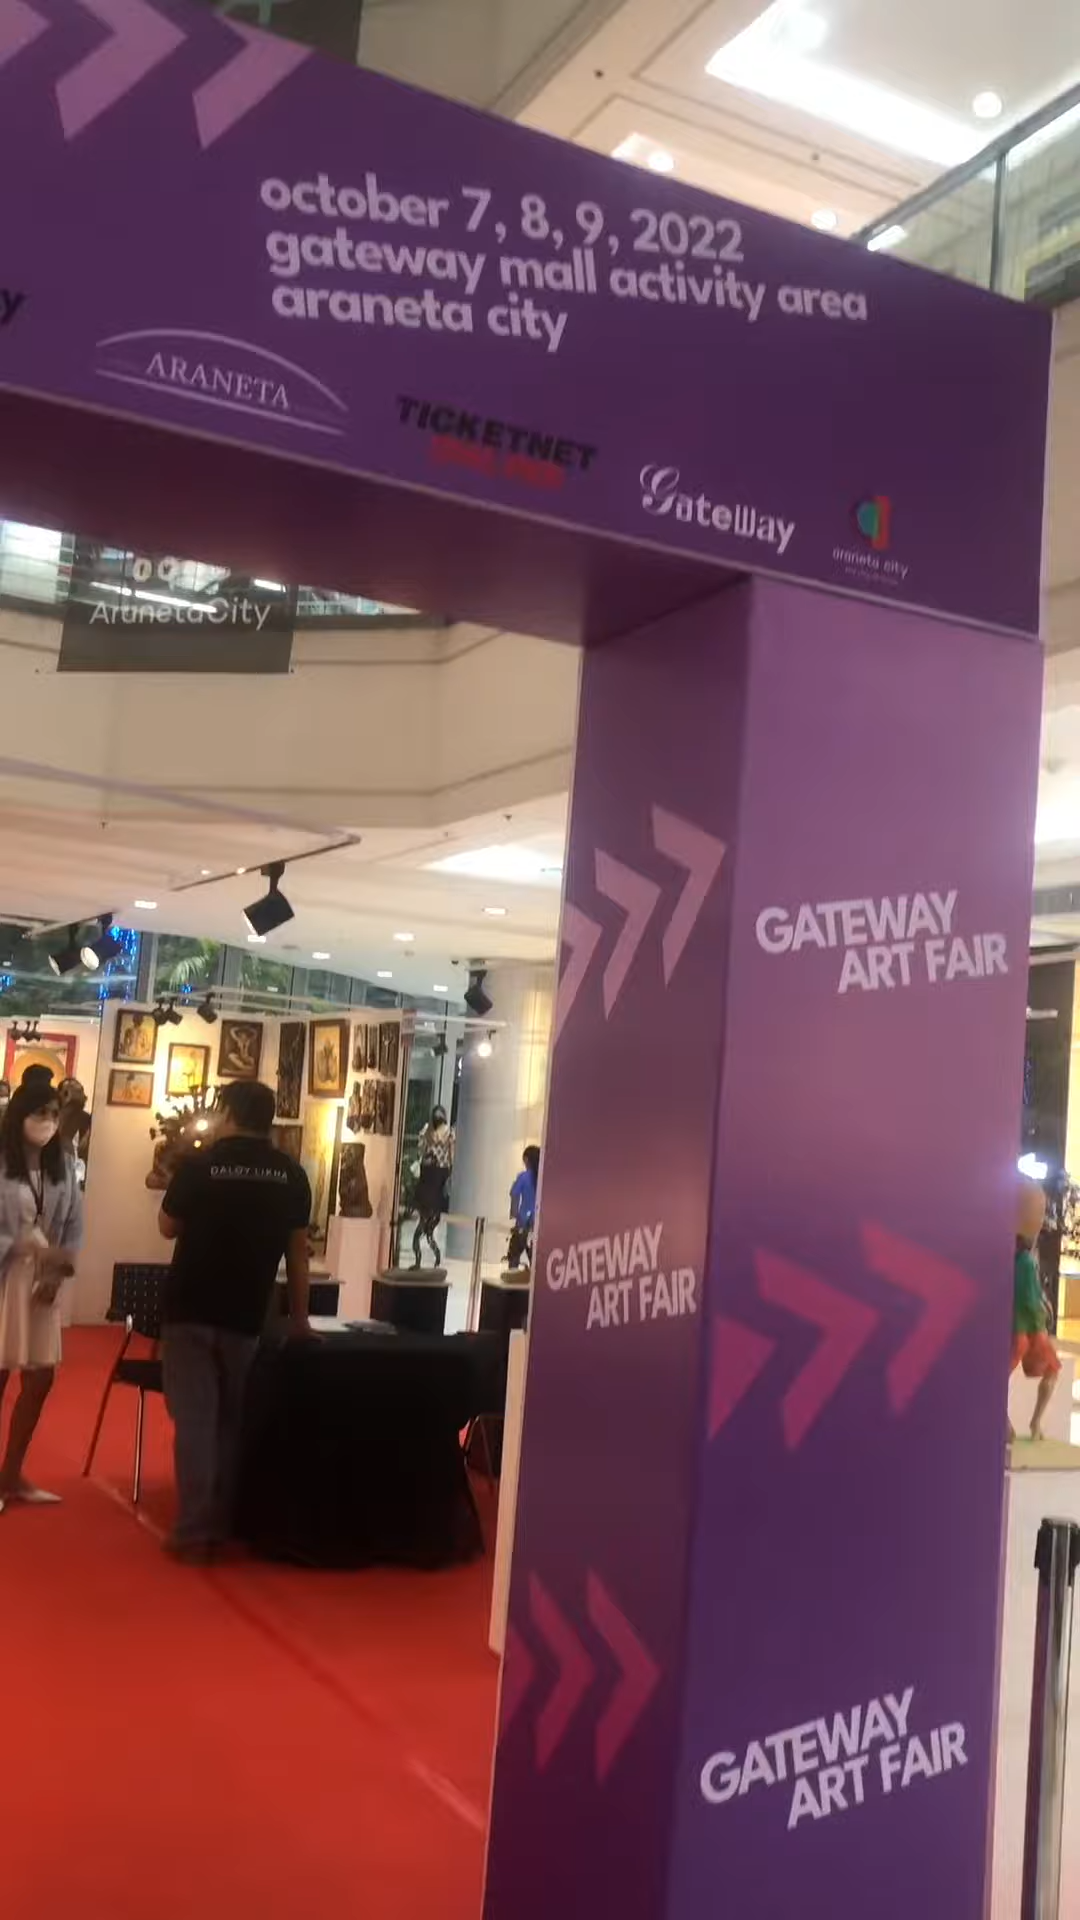 october 7, 8, 9, 2022
gateway mall activity area
araneta city
ARANETA
TICKETNET
GateWay
araneta city
AranetaCity
GATEWAY
ART FAIR
DALOY LIKHA
GATEWAY
ART FAIR
GATEWAY
ART FAIR